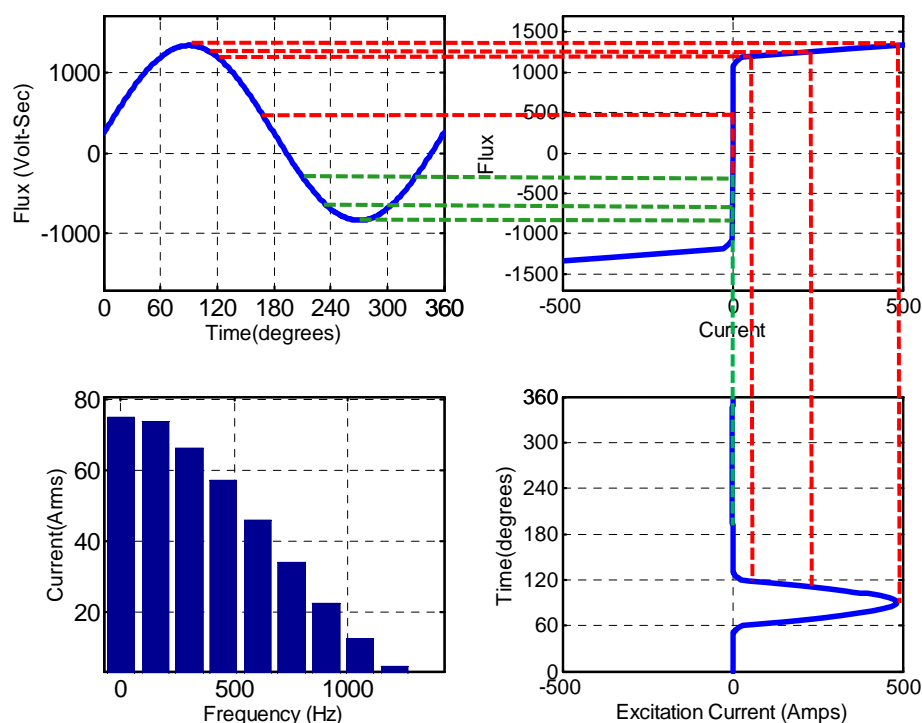 Flux (Volt-Sec)
1000
0
-1000
0 60 120 180 240 300 360
Time(degrees)
Flux
1500
1000
500
0
-500
-1000
-1500
-500 0 500
Current
Current(Arms)
80
60
40
20
0 500 1000
Frequency (Hz)
Time(degrees)
360
300
240
180
120
60
0
-500 0 500
Excitation Current (Amps)